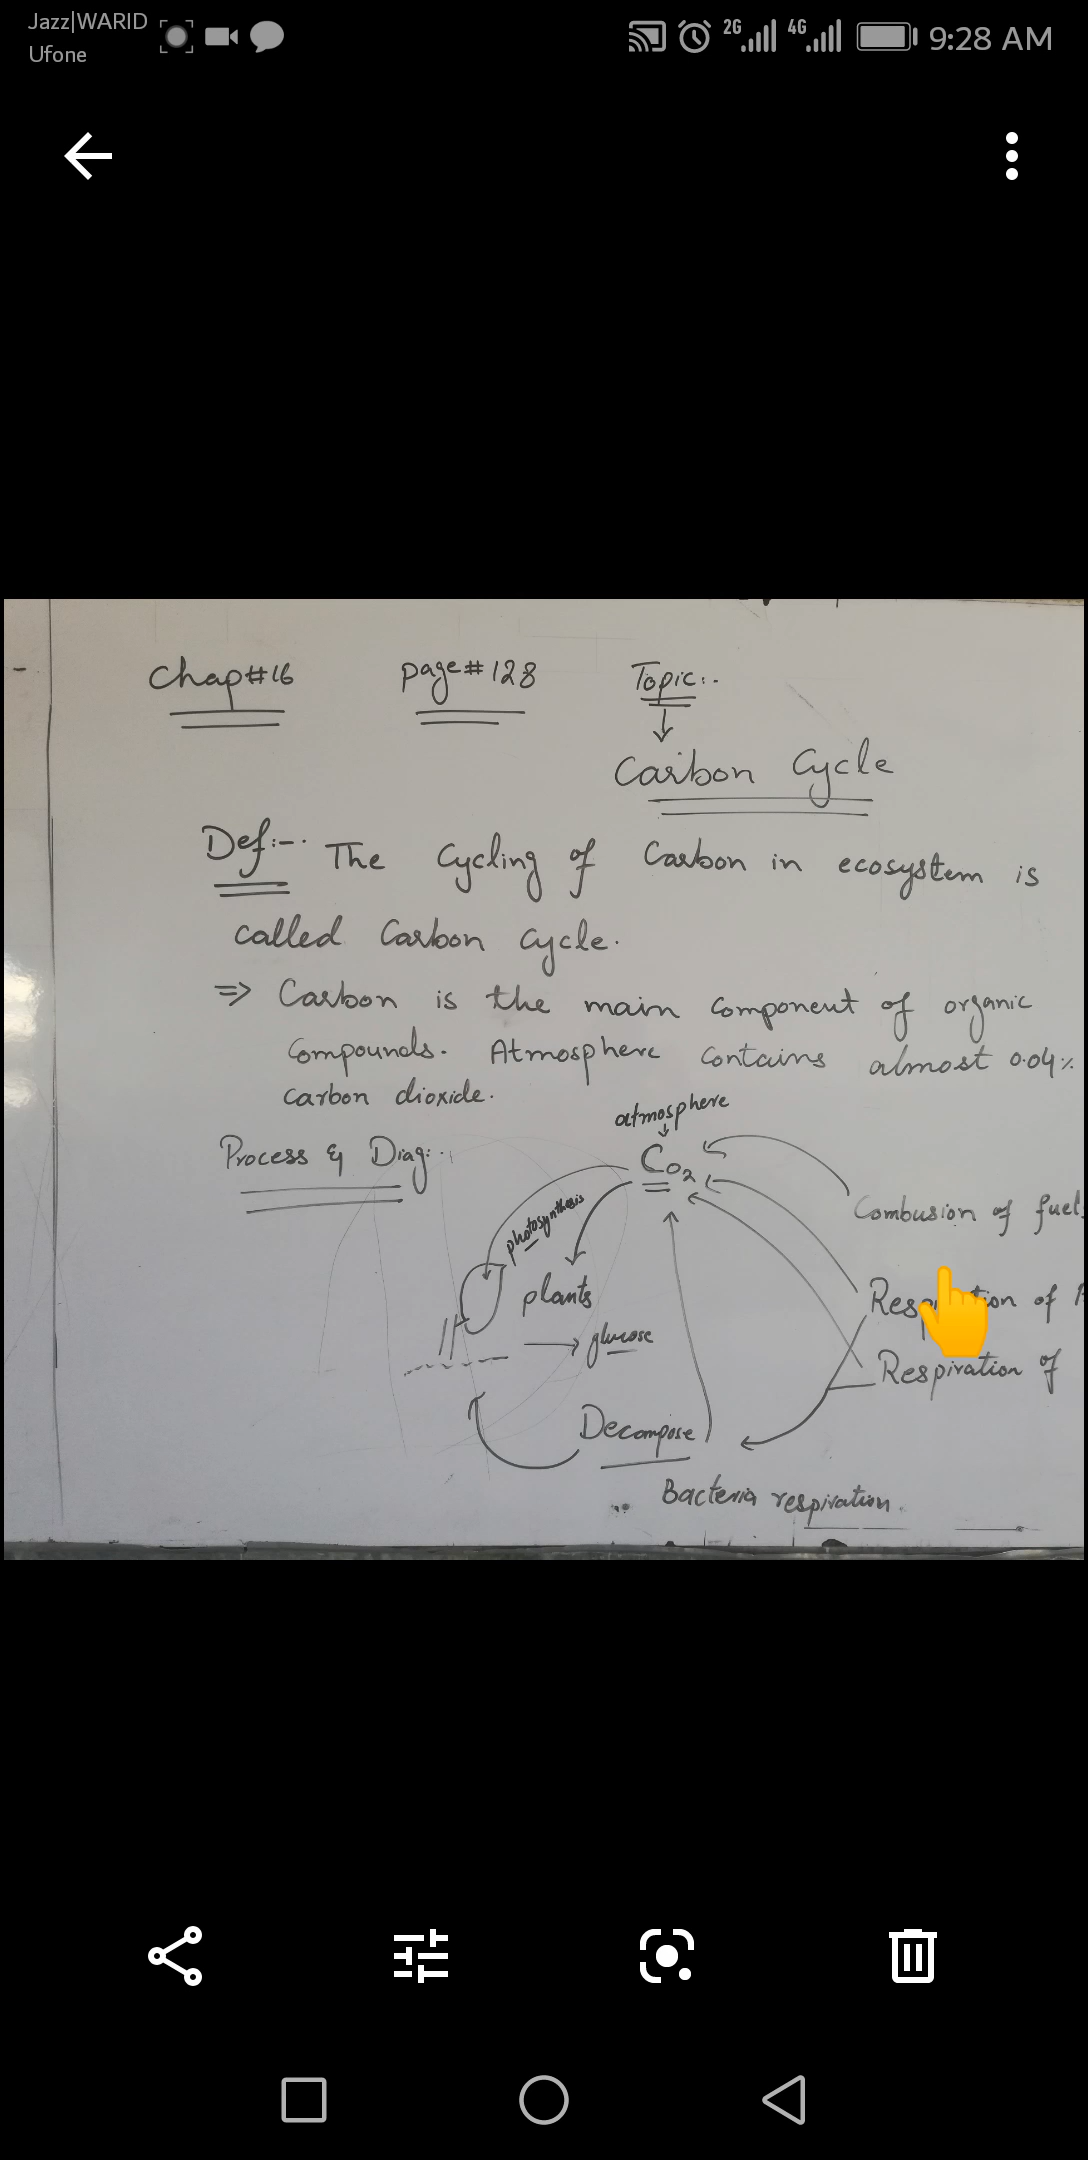 Jazz|WARID
Ufone
2G 4G 9:28 AM
Chap#16 page#128 Topic:-
Carbon Cycle
Def:- The Cycling of Carbon in ecosystem is
called Carbon Cycle.
⇒ Carbon is the main component of organic
Compounds. Atmosphere contains almost 0.04%
carbon dioxide.
atmosphere
Process & Diag:-
Co₂
photosynthesis
Combusion of fuel
plants
Respiration of
→ glucose
Respiration of
Decompose
Bacteria respiration.